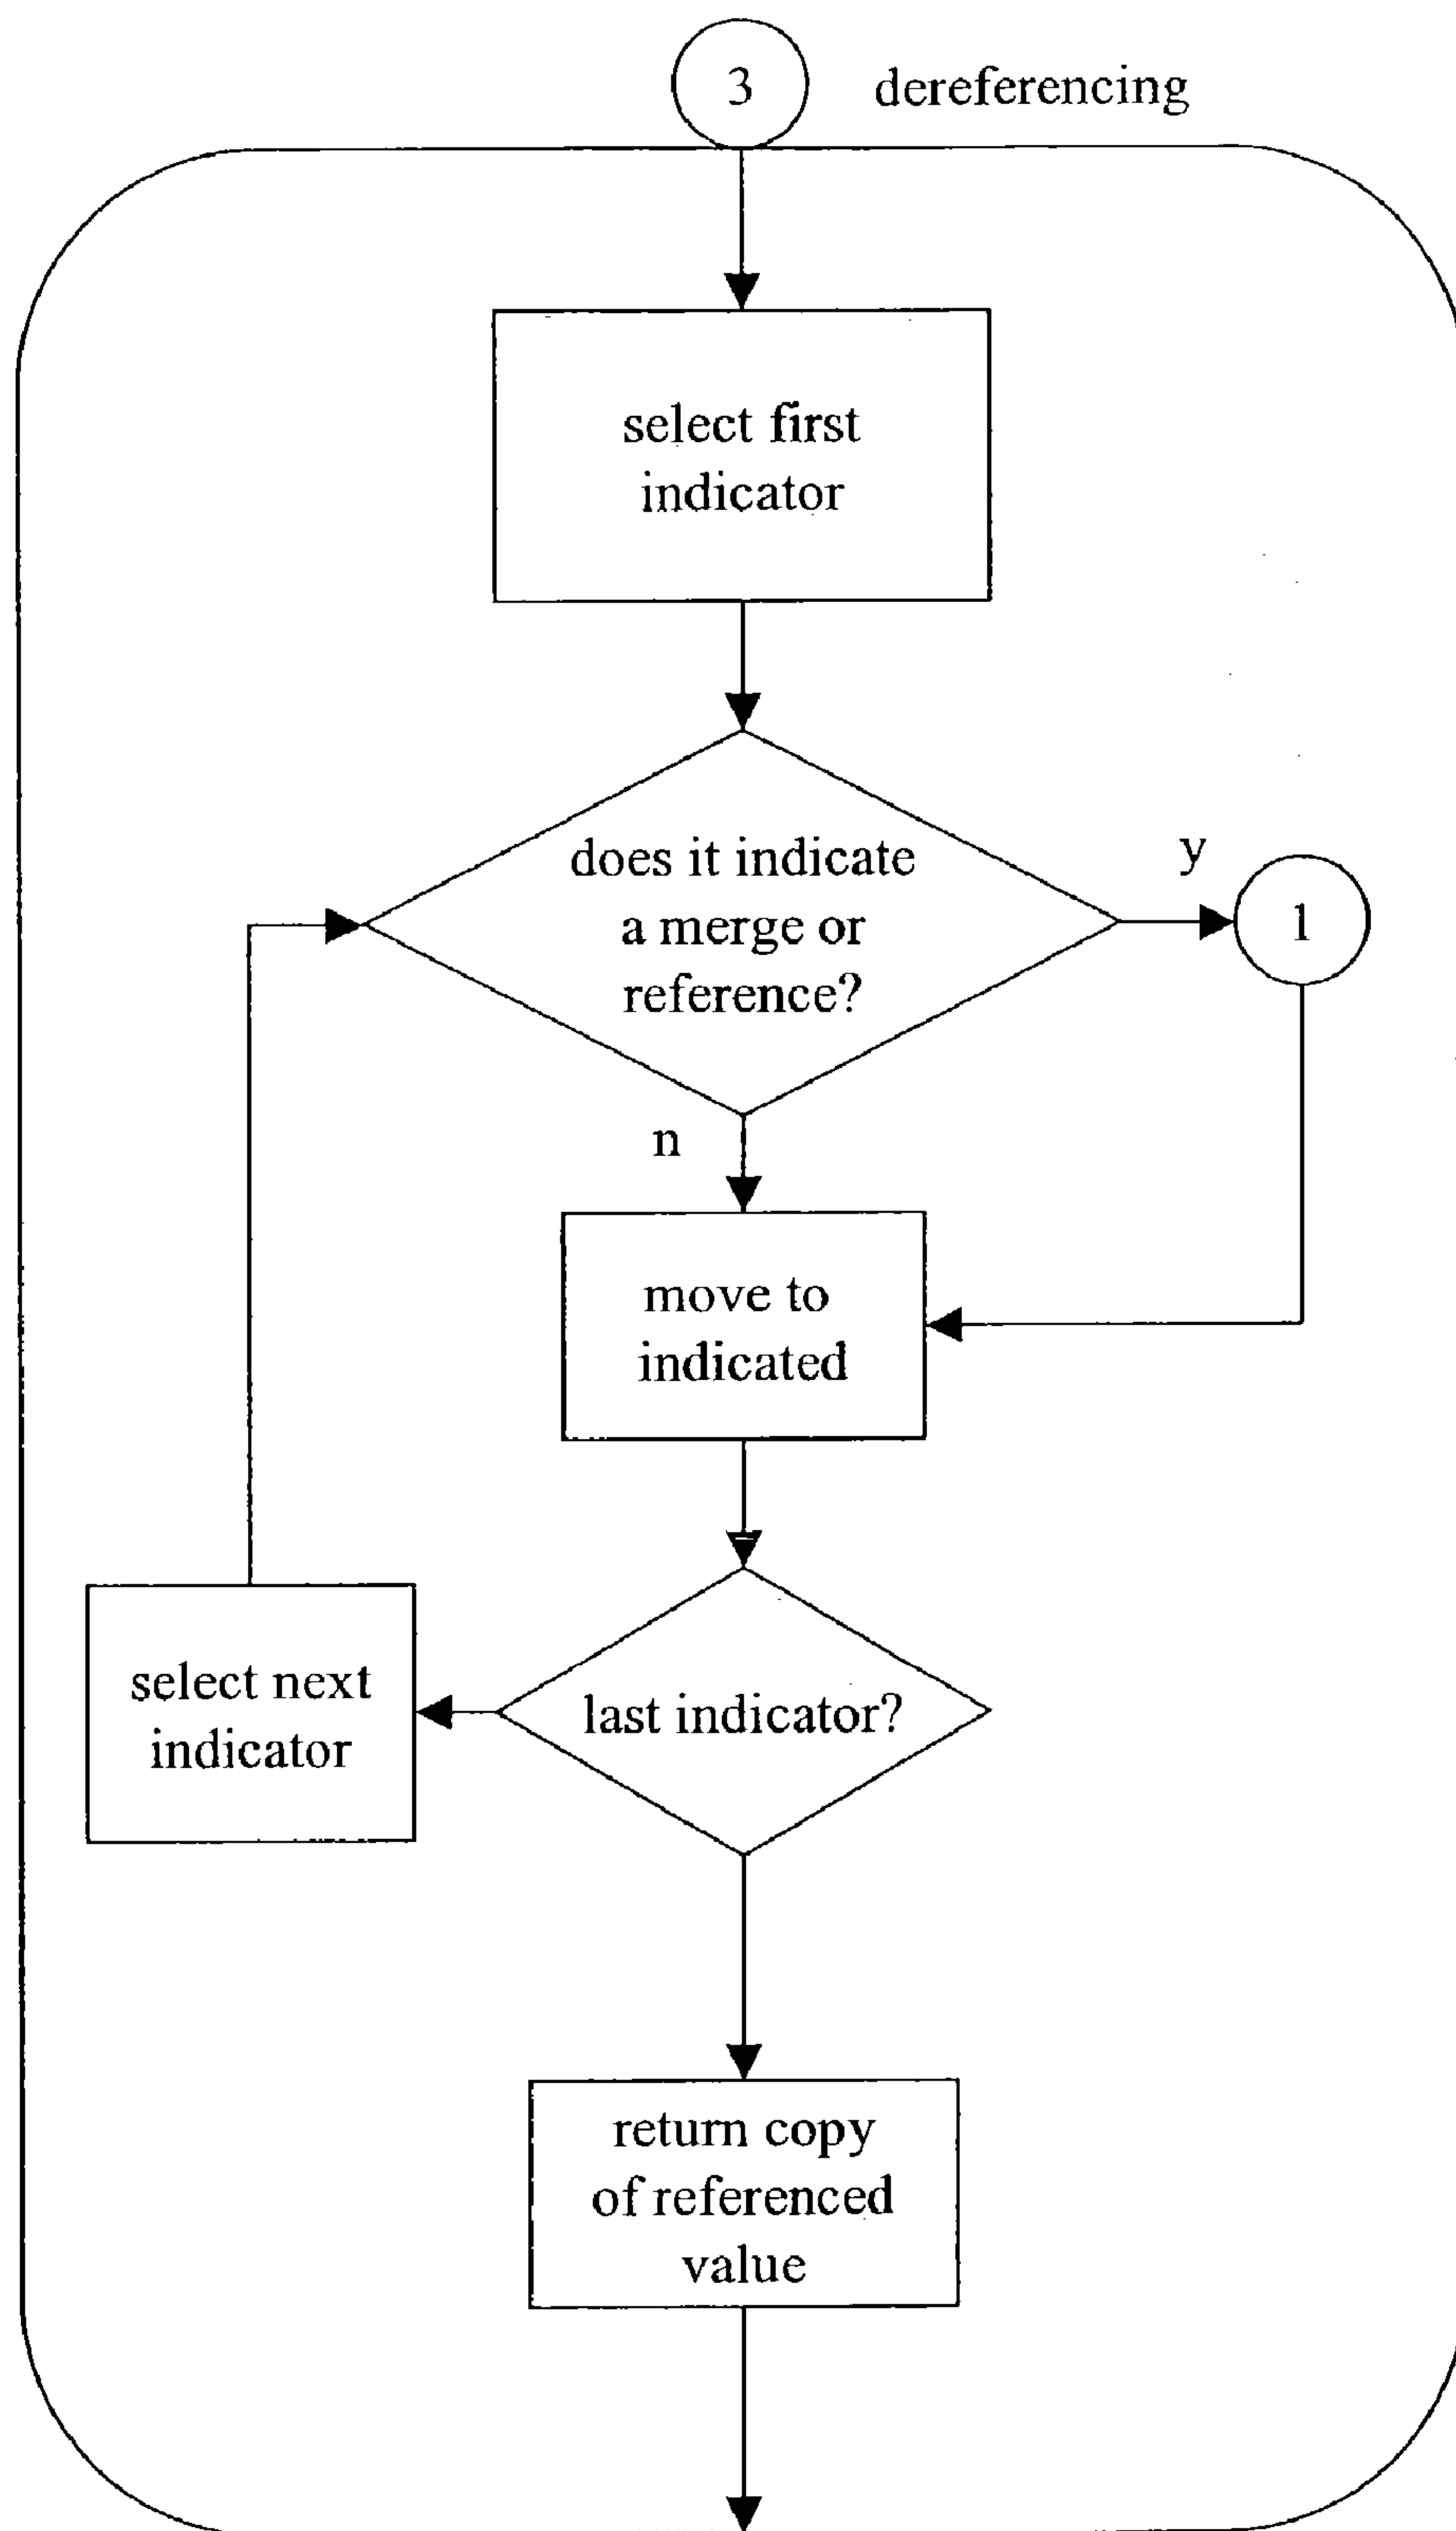 3
dereferencing
select first
indicator
does it indicate
a merge or
reference?
y
1
n
move to
indicated
select next
indicator
last indicator?
return copy
of referenced
value